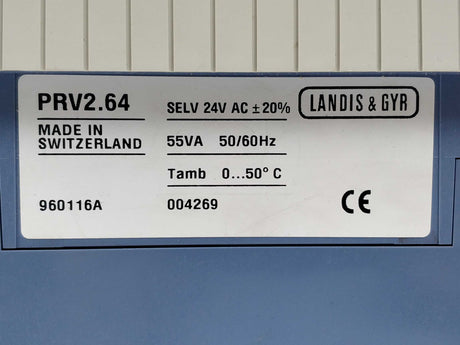 PRV2.64
MADE IN
SWITZERLAND
960116A
SELV 24V AC ± 20%
55VA 50/60Hz
Tamb 0...50° C
004269
LANDIS & GYR
CE